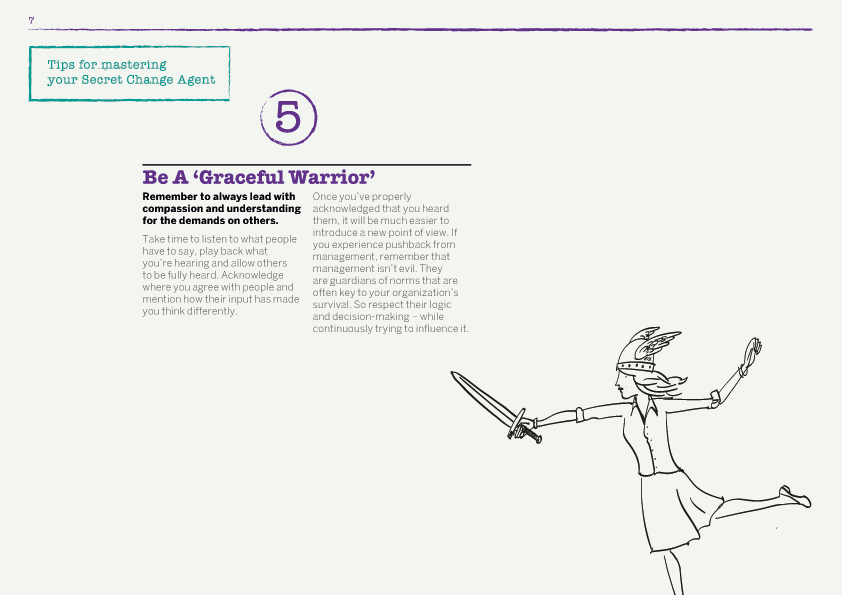 7
Tips for mastering
your Secret Change Agent
5
Be A ‘Graceful Warrior’
Remember to always lead with
compassion and understanding
for the demands on others.
Take time to listen to what people
have to say, play back what
you’re hearing and allow others
to be fully heard. Acknowledge
where you agree with people and
mention how their input has made
you think differently.
Once you’ve properly
acknowledged that you heard
them, it will be much easier to
introduce a new point of view. If
you experience pushback from
management, remember that
management isn’t evil. They
are guardians of norms that are
often key to your organization’s
survival. So respect their logic
and decision-making – while
continuously trying to influence it.